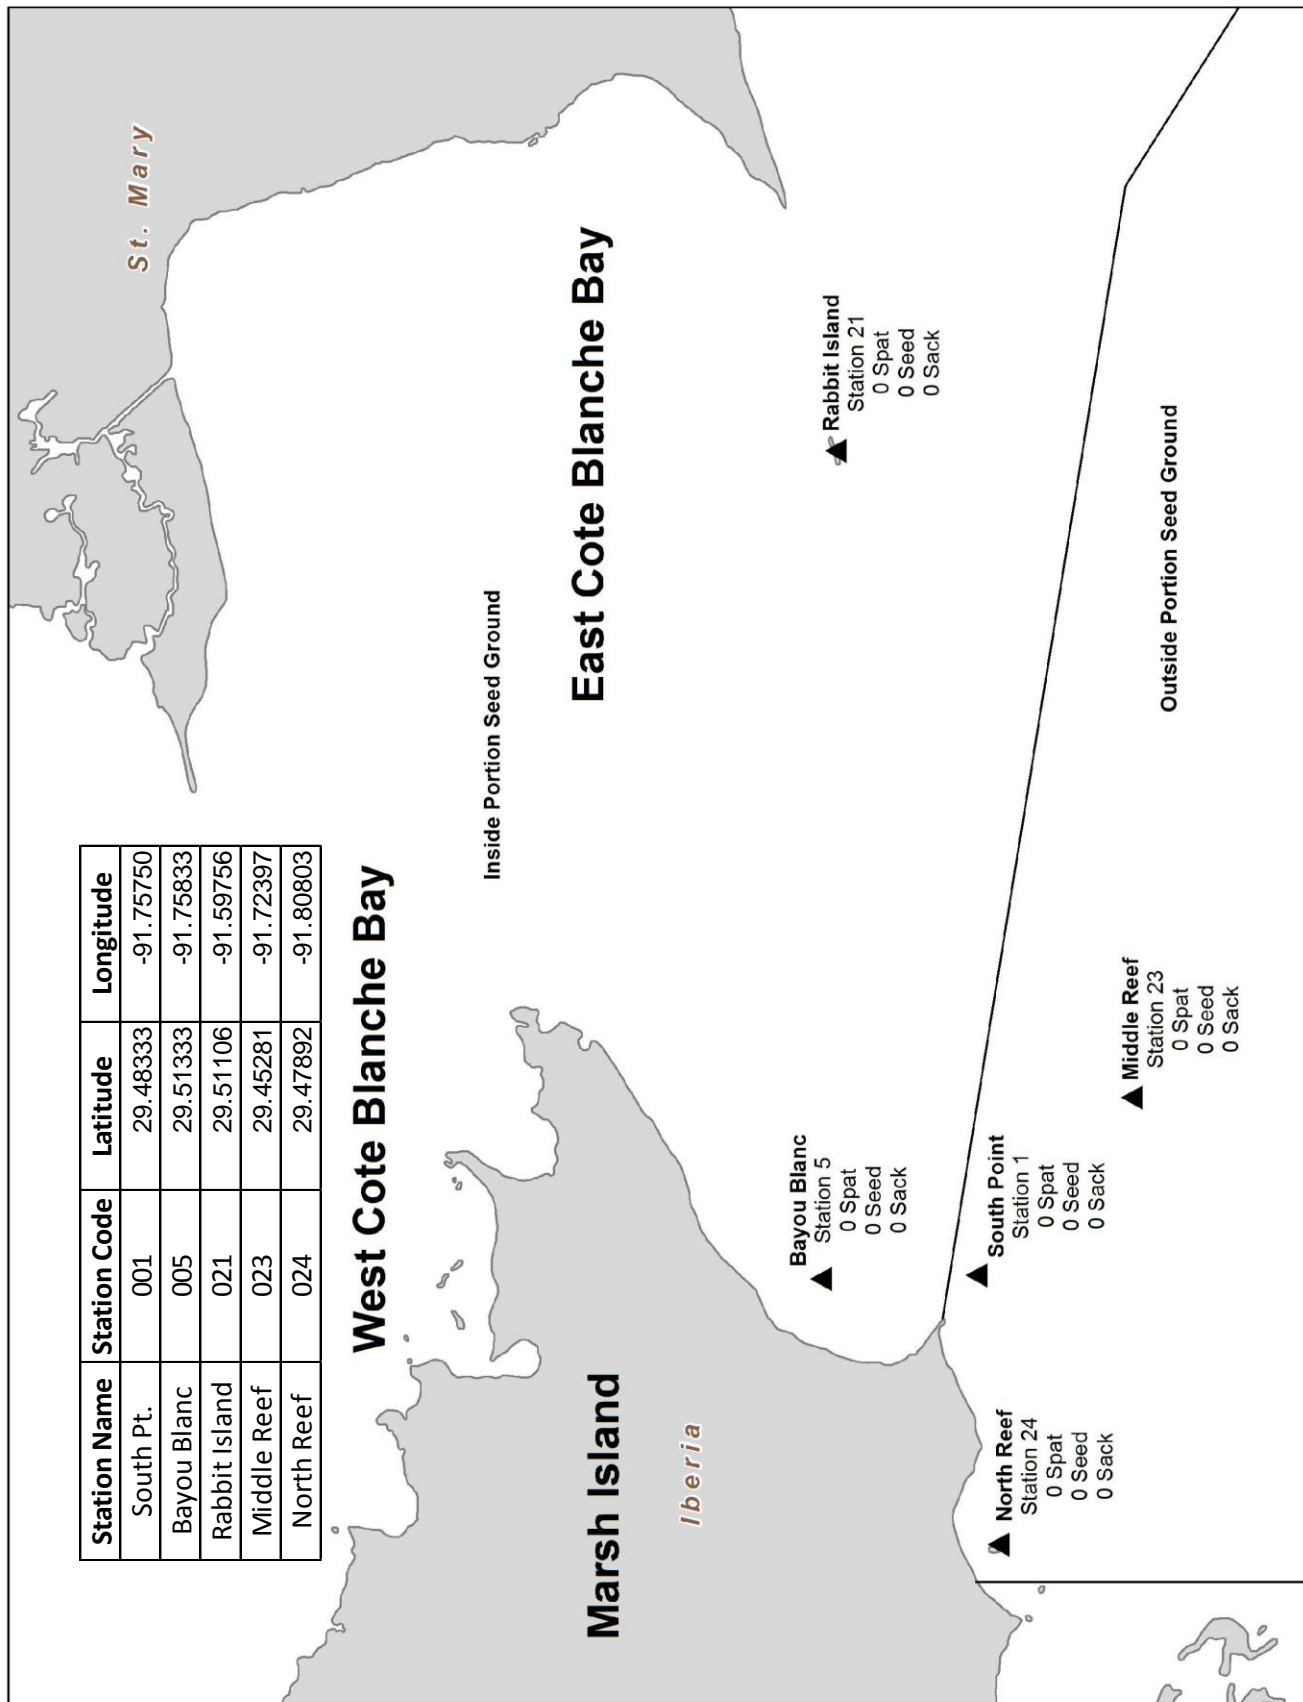 Station Name Station Code Latitude Longitude
South Pt. 001 29.48333 -91.75750
Bayou Blanc 005 29.51333 -91.75833
Rabbit Island 021 29.51106 -91.59756
Middle Reef 023 29.45281 -91.72397
North Reef 024 29.47892 -91.80803
St. Mary
West Cote Blanche Bay
Inside Portion Seed Ground
East Cote Blanche Bay
Marsh Island
Iberia
Bayou Blanc
Station 5
0 Spat
0 Seed
0 Sack
Rabbit Island
Station 21
0 Spat
0 Seed
0 Sack
North Reef
Station 24
0 Spat
0 Seed
0 Sack
South Point
Station 1
0 Spat
0 Seed
0 Sack
Middle Reef
Station 23
0 Spat
0 Seed
0 Sack
Outside Portion Seed Ground